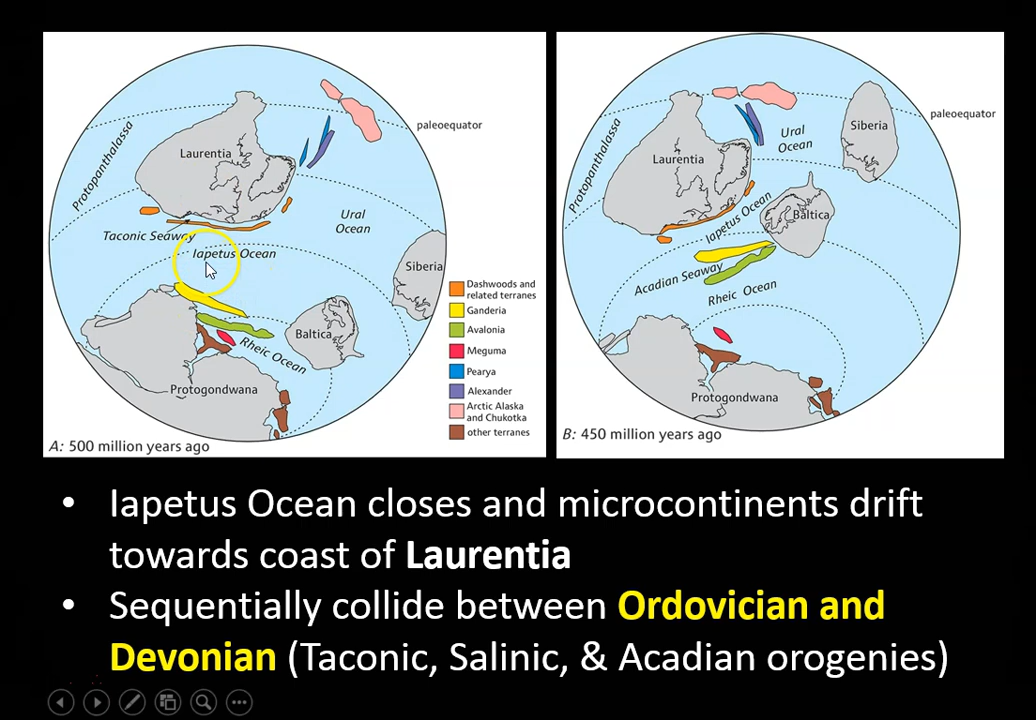 Protopanthalassa
Laurentia
paleoequator
Taconic Seaway
Iapetus Ocean
Ural
Ocean
Siberia
Baltica
Rheic Ocean
Protogondwana
A: 500 million years ago
Dashwoods and
related terranes
Ganderia
Avalonia
Meguma
Pearya
Alexander
Arctic Alaska
and Chukotka
other terranes
Protopanthalassa
Laurentia
Ural
Ocean
Siberia
paleoequator
Iapetus Ocean
Baltica
Acadian Seaway
Rheic Ocean
Protogondwana
B: 450 million years ago
• Iapetus Ocean closes and microcontinents drift
towards coast of Laurentia
• Sequentially collide between Ordovician and
Devonian (Taconic, Salinic, & Acadian orogenies)